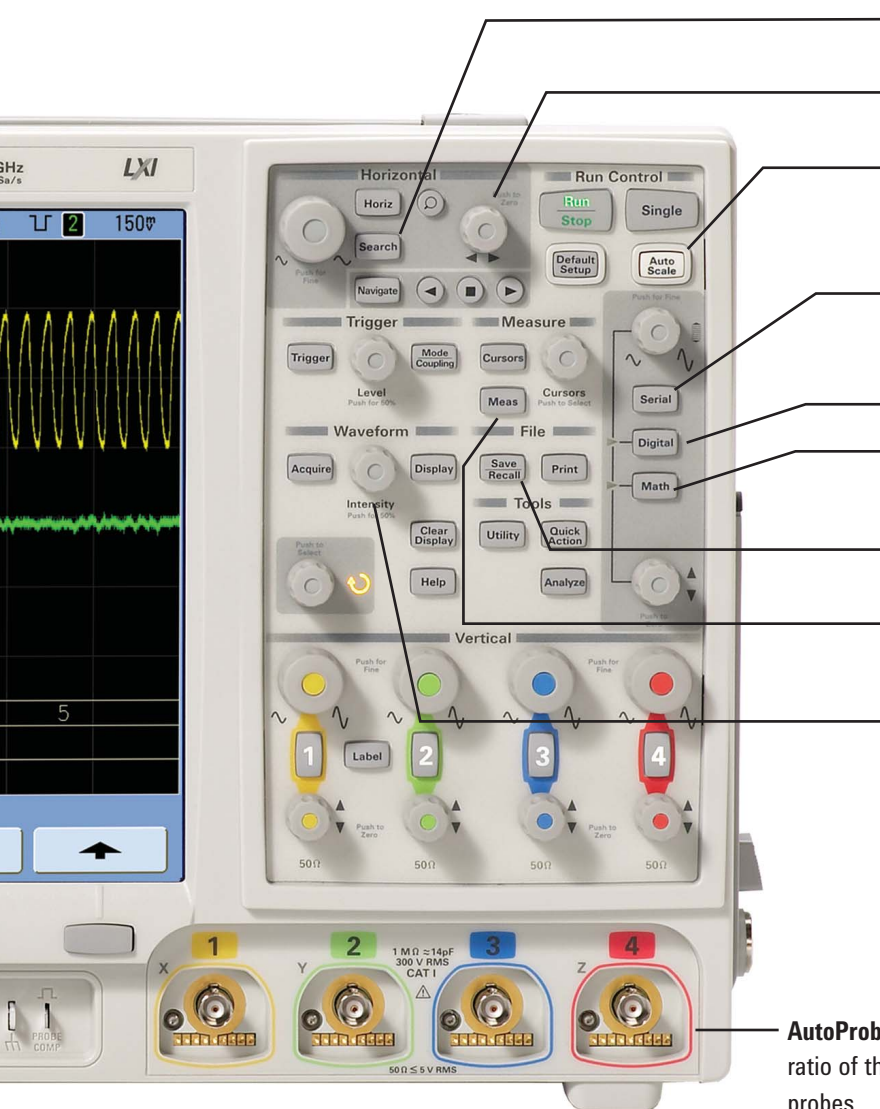 GHz
Sa/s
LXI
2 150
5
Horizontal
Horiz
Push to
Zero
Search
Push for
Fine
Navigate
Run Control
Run
Stop
Single
Default
Setup
Auto
Scale
Push for Fine
Trigger
Trigger
Mode
Coupling
Level
Push for 50%
Measure
Cursors
Cursors
Push to Select
Meas
Serial
Digital
Math
Push to
Waveform
Acquire
Display
Intensity
Push for 50%
Clear
Display
Push to
Select
Help
File
Save
Recall
Print
Tools
Utility
Quick
Action
Analyze
Vertical
Push for
Fine
Push for
Fine
1
Label
2
3
4
Push to
Zero
Push to
Zero
50Ω
50Ω
50Ω
50Ω
1
2
1 MΩ ≈14pF
300 V RMS
CAT I
3
4
X
Y
Z
50Ω ≤ 5 V RMS
PROBE
COMP
AutoProb
ratio of th
probes